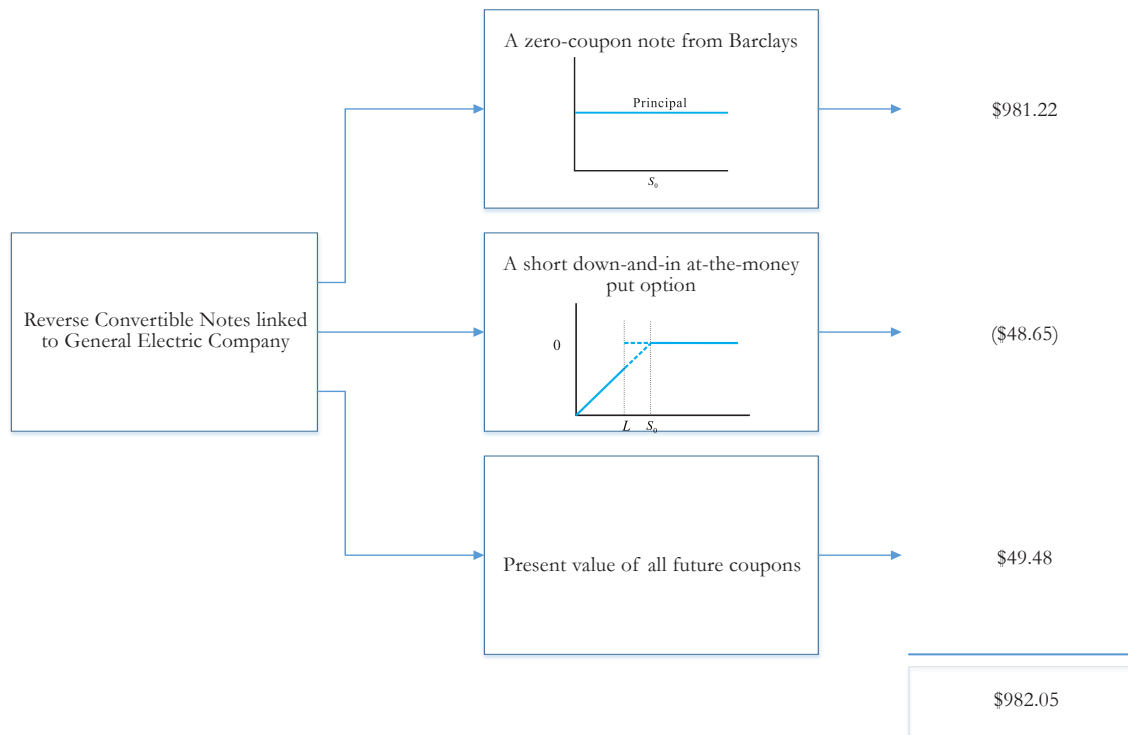 A zero-coupon note from Barclays
Principal
S₀
$981.22
Reverse Convertible Notes linked
to General Electric Company
A short down-and-in at-the-money
put option
0
L S₀
($48.65)
Present value of all future coupons
$49.48
$982.05